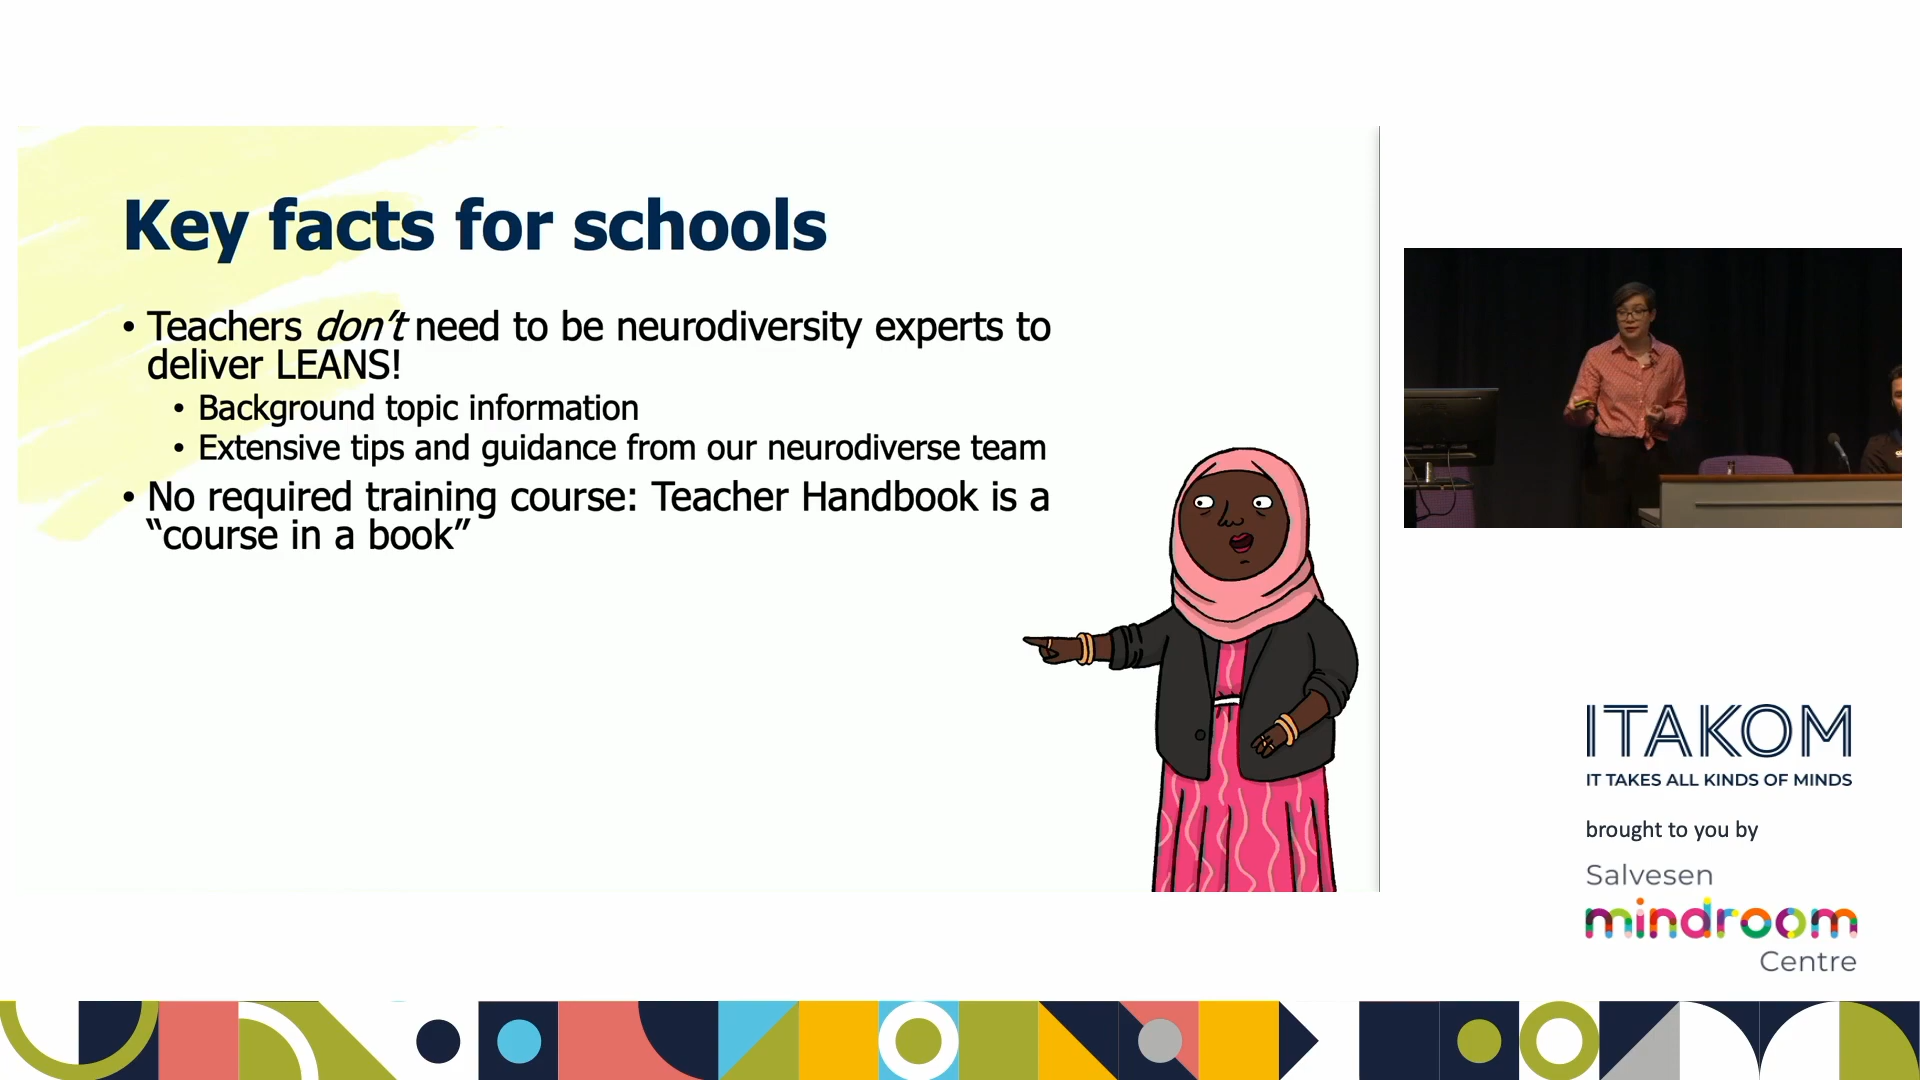 Key facts for schools
• Teachers don't need to be neurodiversity experts to
deliver LEANS!
• Background topic information
• Extensive tips and guidance from our neurodiverse team
• No required training course: Teacher Handbook is a
“course in a book”
ITAKOM
IT TAKES ALL KINDS OF MINDS
brought to you by
Salvesen
mindroom
Centre